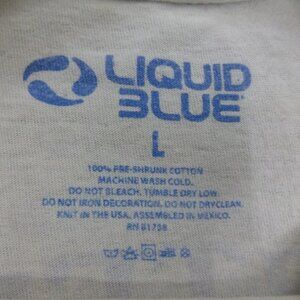 LIQUID
BLUE
L
100% PRE-SHRUNK COTTON
MACHINE WASH COLD.
DO NOT BLEACH. TUMBLE DRY LOW.
DO NOT IRON DECORATION. DO NOT DRYCLEAN.
KNIT IN THE USA. ASSEMBLED IN MEXICO.
RN 81758